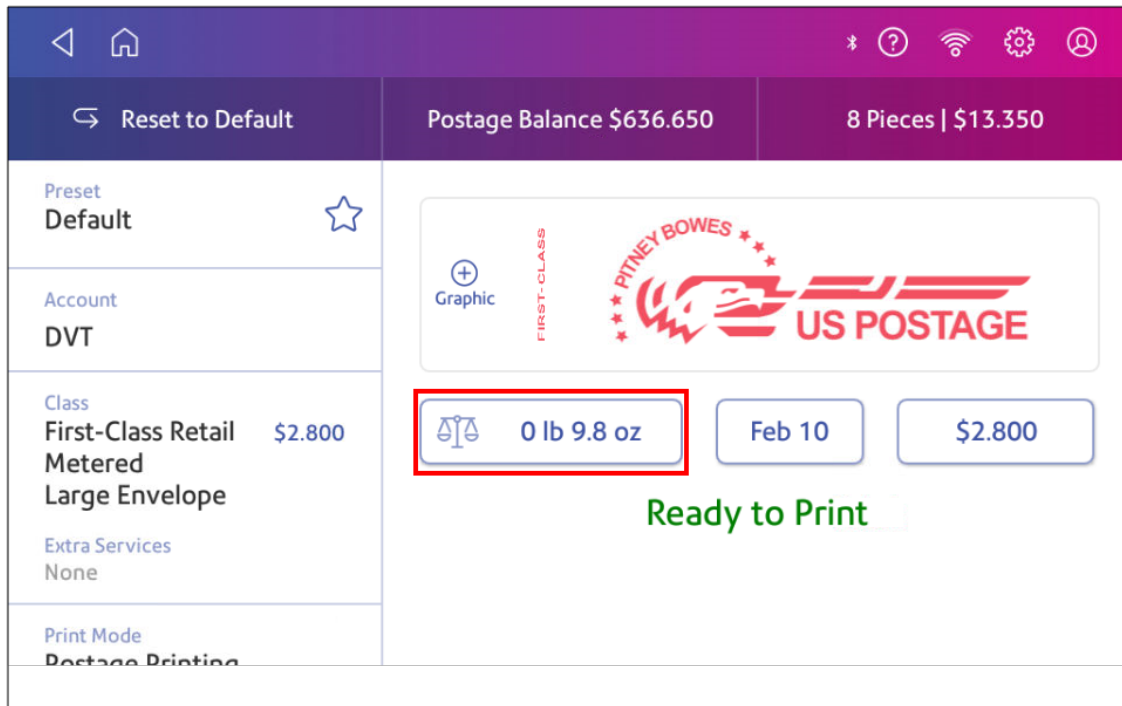 Reset to Default
Postage Balance $636.650
8 Pieces | $13.350
Preset
Default
Account
DVT
Class
First-Class Retail $2.800
Metered
Large Envelope
Extra Services
None
Print Mode
Postage Printing
Graphic
FIRST-CLASS
PITNEY BOWES
US POSTAGE
0 lb 9.8 oz
Feb 10
$2.800
Ready to Print